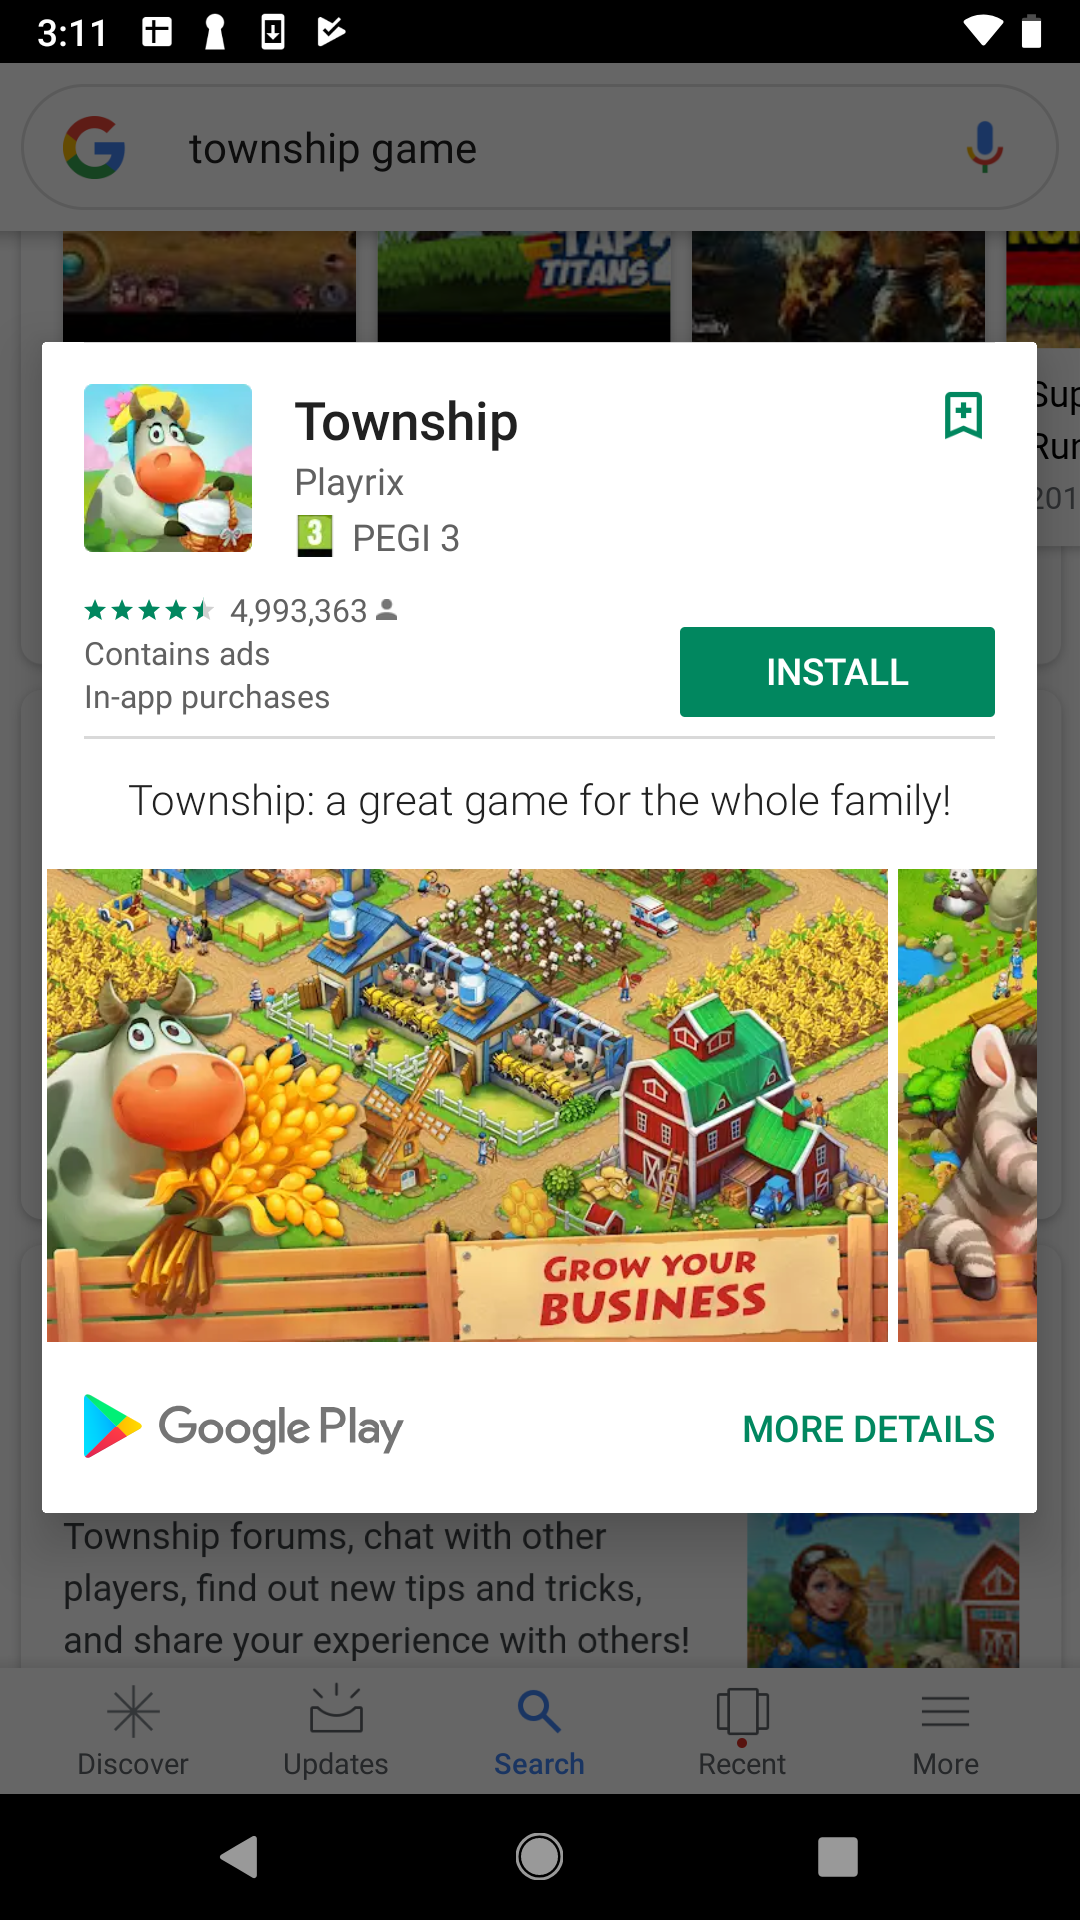 3:11
township game
TAP
TITANS 2
unity
Sup
Run
201
Township
Playrix
3 PEGI 3
4,993,363
Contains ads
In-app purchases
INSTALL
Township: a great game for the whole family!
GROW YOUR
BUSINESS
Google Play
MORE DETAILS
Township forums, chat with other
players, find out new tips and tricks,
and share your experience with others!
Discover
Updates
Search
Recent
More